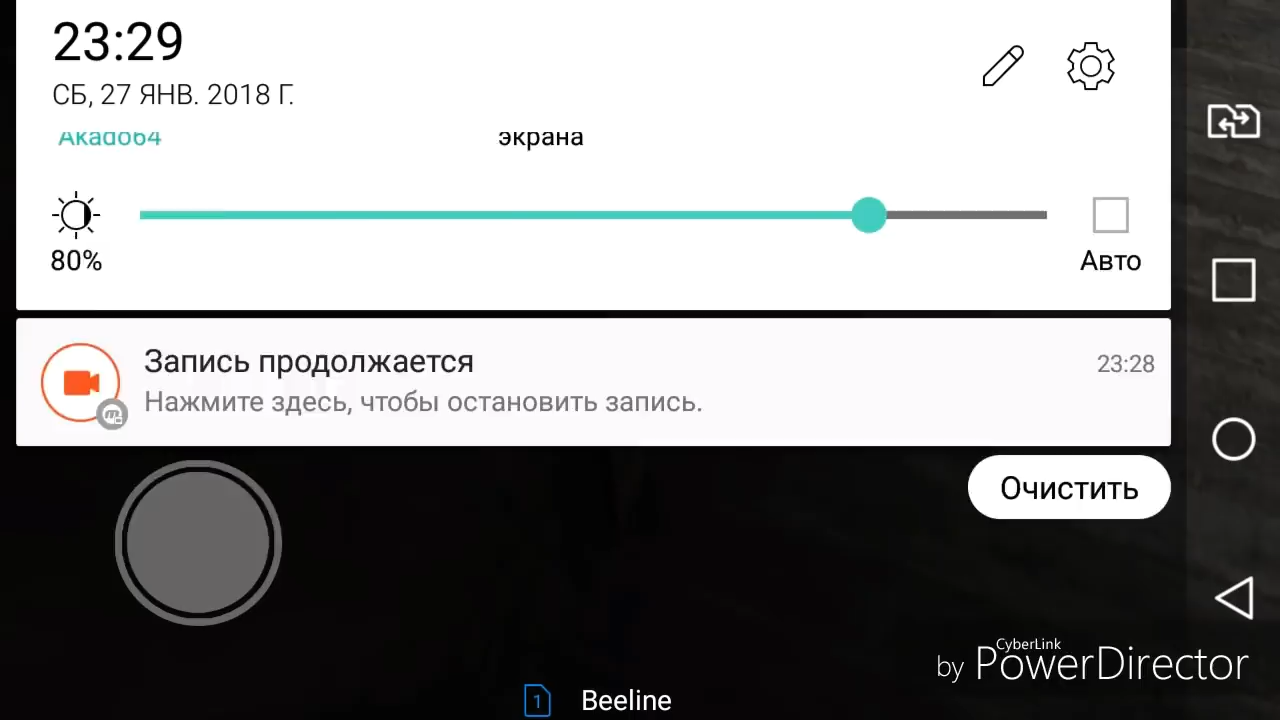 23:29
СБ, 27 ЯНВ. 2018 Г.
Akado64
экрана
80%
Авто
Запись продолжается
23:28
Нажмите здесь, чтобы остановить запись.
Очистить
CyberLink
by PowerDirector
1
Beeline